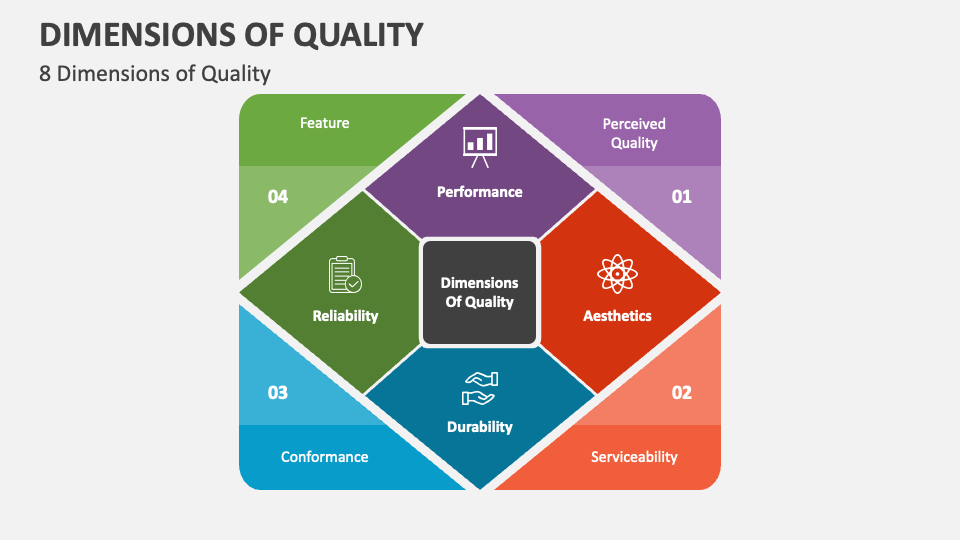 DIMENSIONS OF QUALITY
8 Dimensions of Quality
Feature
Perceived
Quality
Performance
04
01
Dimensions
Of Quality
Reliability
Aesthetics
03
02
Durability
Conformance
Serviceability